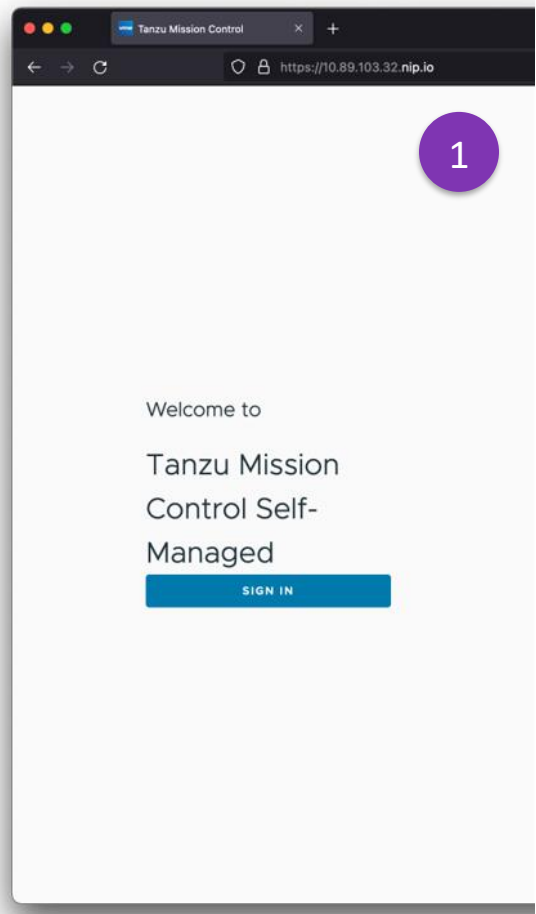 Tanzu Mission Control
https://10.89.103.32.nip.io
1
Welcome to
Tanzu Mission
Control Self-
Managed
SIGN IN